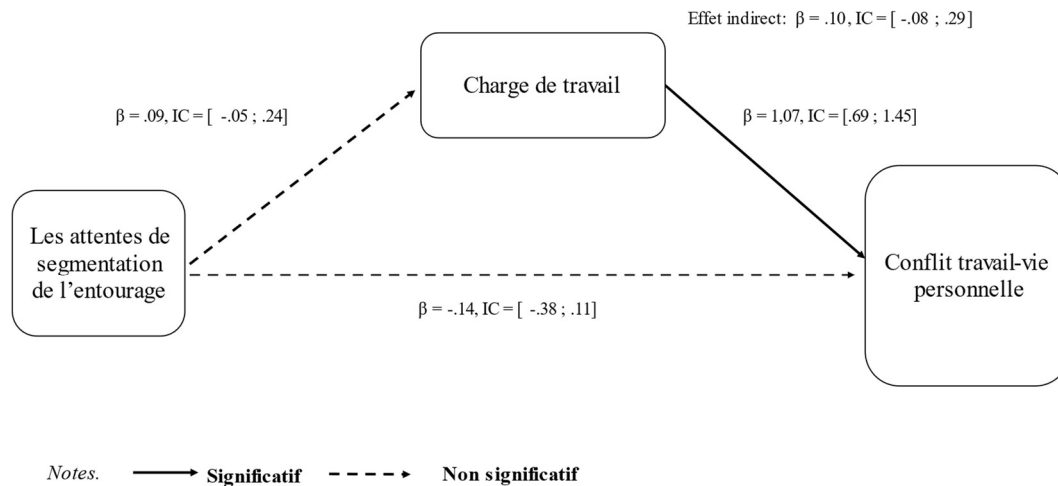 Effet indirect: β = .10, IC = [ -.08 ; .29]
Charge de travail
β = .09, IC = [ -.05 ; .24]
β = 1,07, IC = [.69 ; 1.45]
Les attentes de
segmentation
de l’entourage
Conflit travail-vie
personnelle
β = -.14, IC = [ -.38 ; .11]
Notes.
Significatif
Non significatif